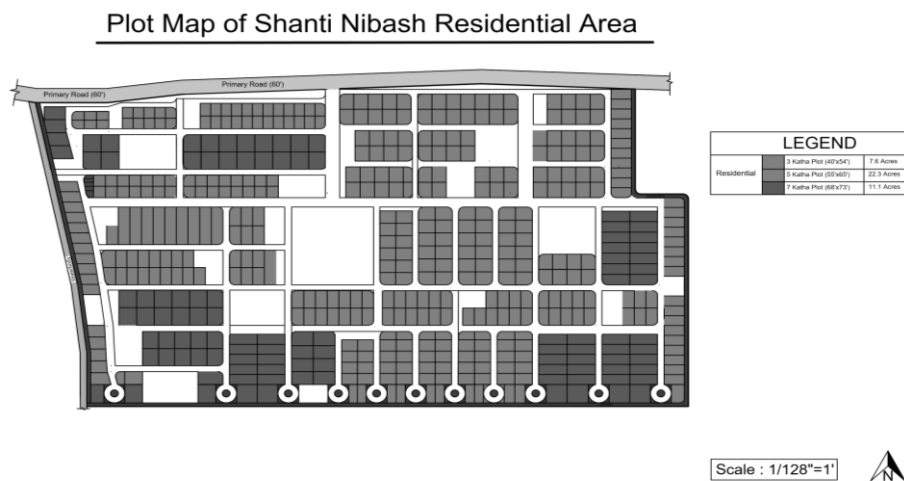 Plot Map of Shanti Nibash Residential Area
Primary Road (60')
Primary Road (60')
LEGEND
Residential
3 Katha Plot (40'x54') 7.6 Acres
5 Katha Plot (55'x65') 22.3 Acres
7 Katha Plot (68'x73') 11.1 Acres
Scale : 1/128"=1'
N